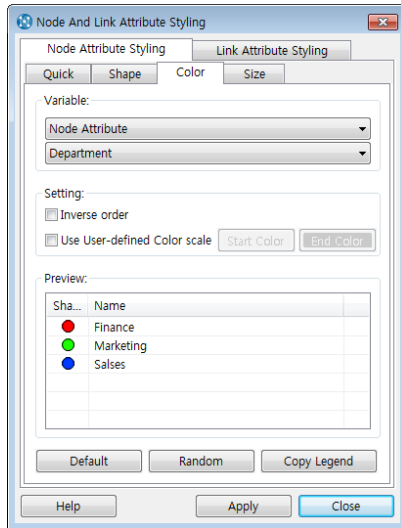 Node And Link Attribute Styling
Node Attribute Styling Link Attribute Styling
Quick Shape Color Size
Variable:
Node Attribute
Department
Setting:
Inverse order
Use User-defined Color scale Start Color End Color
Preview:
Sha... Name
Finance
Marketing
Salses
Default Random Copy Legend
Help Apply Close